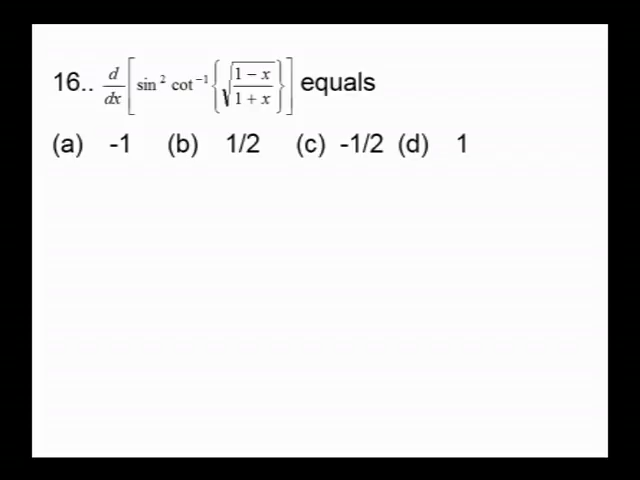 16.. d/dx [ sin² cot⁻¹ { √((1 − x)/(1 + x)) } ] equals
(a) -1 (b) 1/2 (c) -1/2 (d) 1